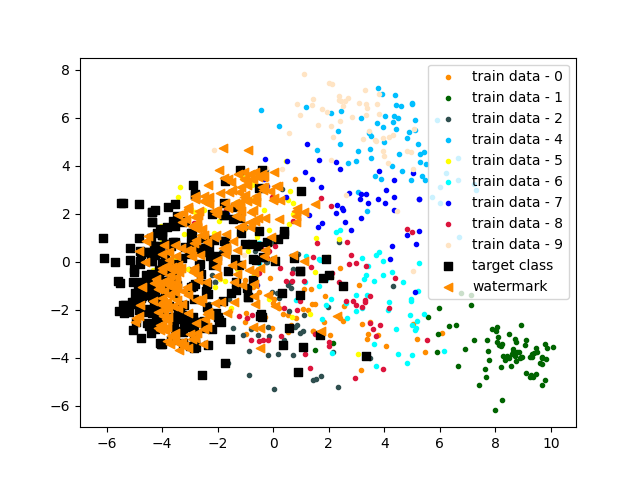 8
6
4
2
0
−2
−4
−6
−6
−4
−2
0
2
4
6
8
10
train data - 0
train data - 1
train data - 2
train data - 4
train data - 5
train data - 6
train data - 7
train data - 8
train data - 9
target class
watermark